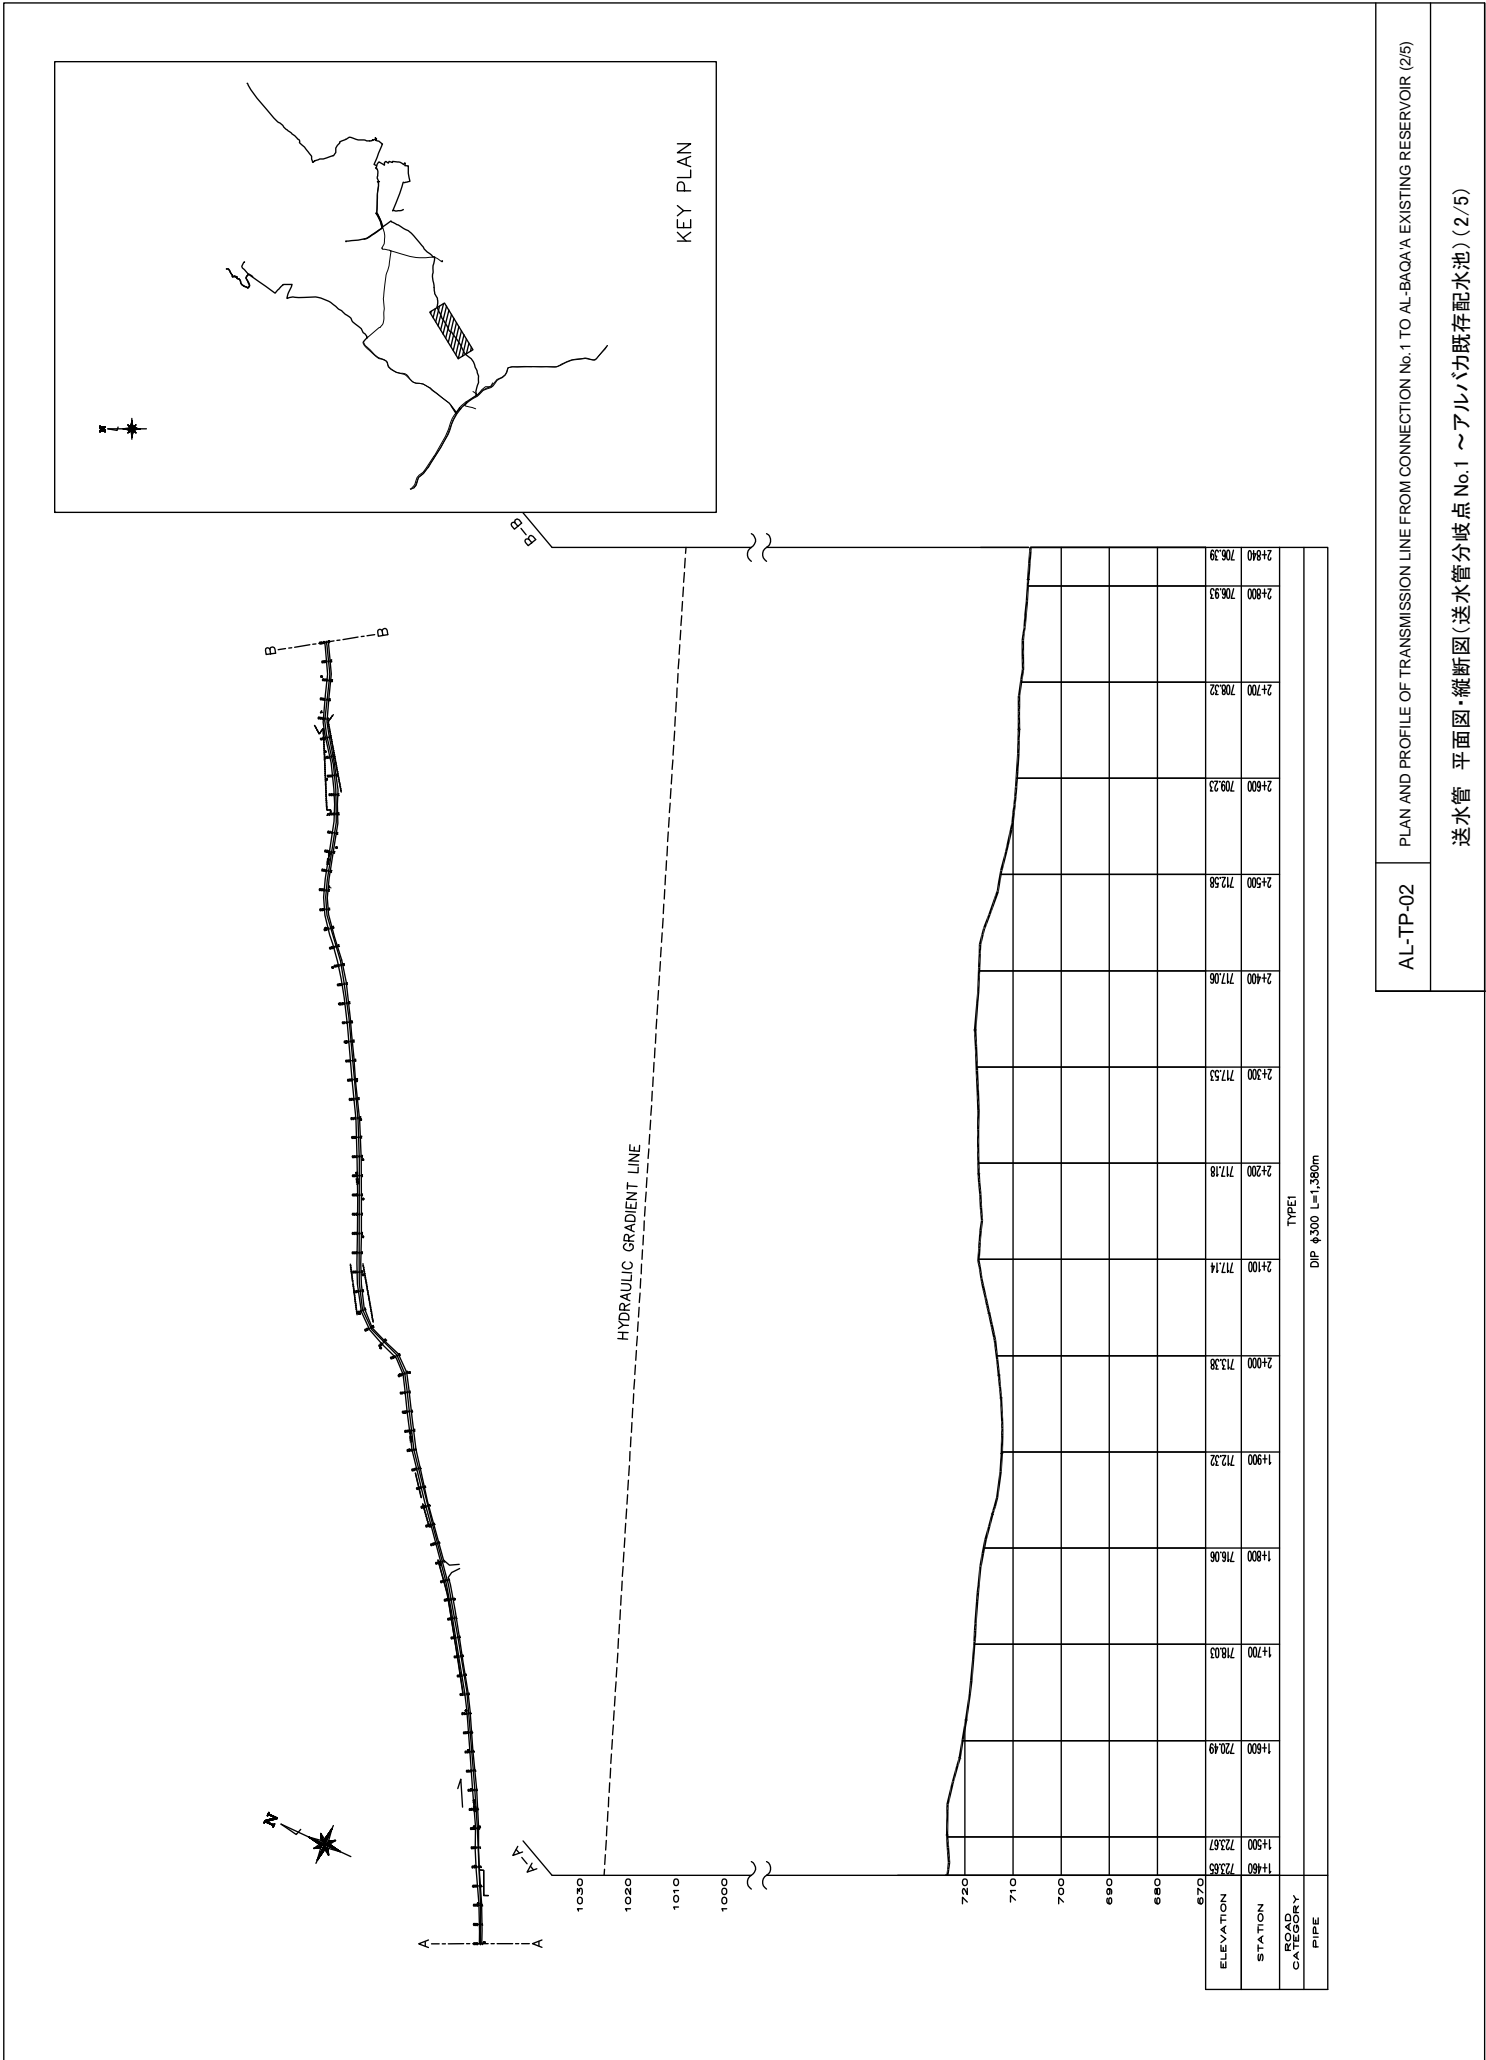 KEY PLAN
N
B
B
N
A
A
HYDRAULIC GRADIENT LINE
A-A
B-B
1030
1020
1010
1000
720
710
700
690
680
670
ELEVATION 723.65 723.67 720.49 718.03 716.06 712.32 713.38 717.14 717.18 717.53 717.06 712.58 709.23 708.32 706.93 706.39
STATION 1+460 1+500 1+600 1+700 1+800 1+900 2+000 2+100 2+200 2+300 2+400 2+500 2+600 2+700 2+800 2+840
ROAD
CATEGORY
TYPE1
PIPE
DIP φ300 L=1,380m
AL-TP-02
PLAN AND PROFILE OF TRANSMISSION LINE FROM CONNECTION No.1 TO AL-BAQA'A EXISTING RESERVOIR (2/5)
送水管 平面図・縦断図(送水管分岐点 No.1 ～アルバカ既存配水池)(2/5)